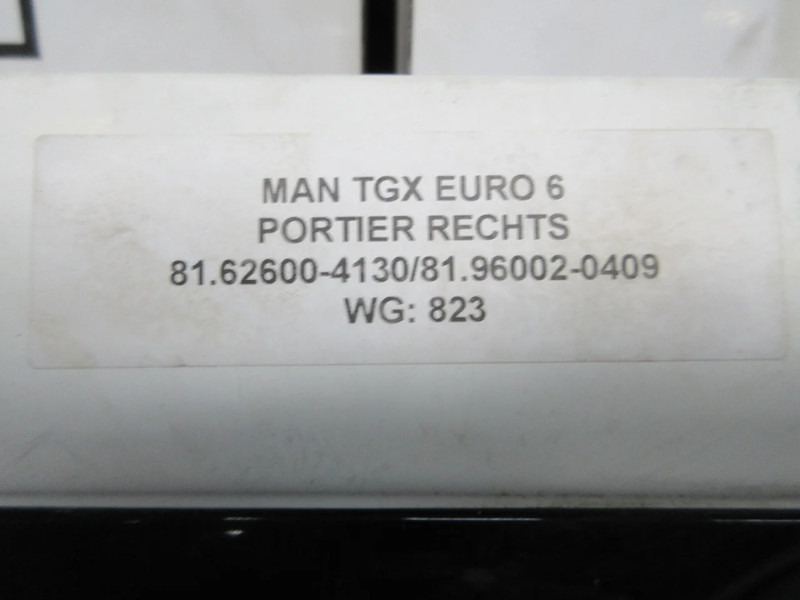 MAN TGX EURO 6
PORTIER RECHTS
81.62600-4130/81.96002-0409
WG: 823